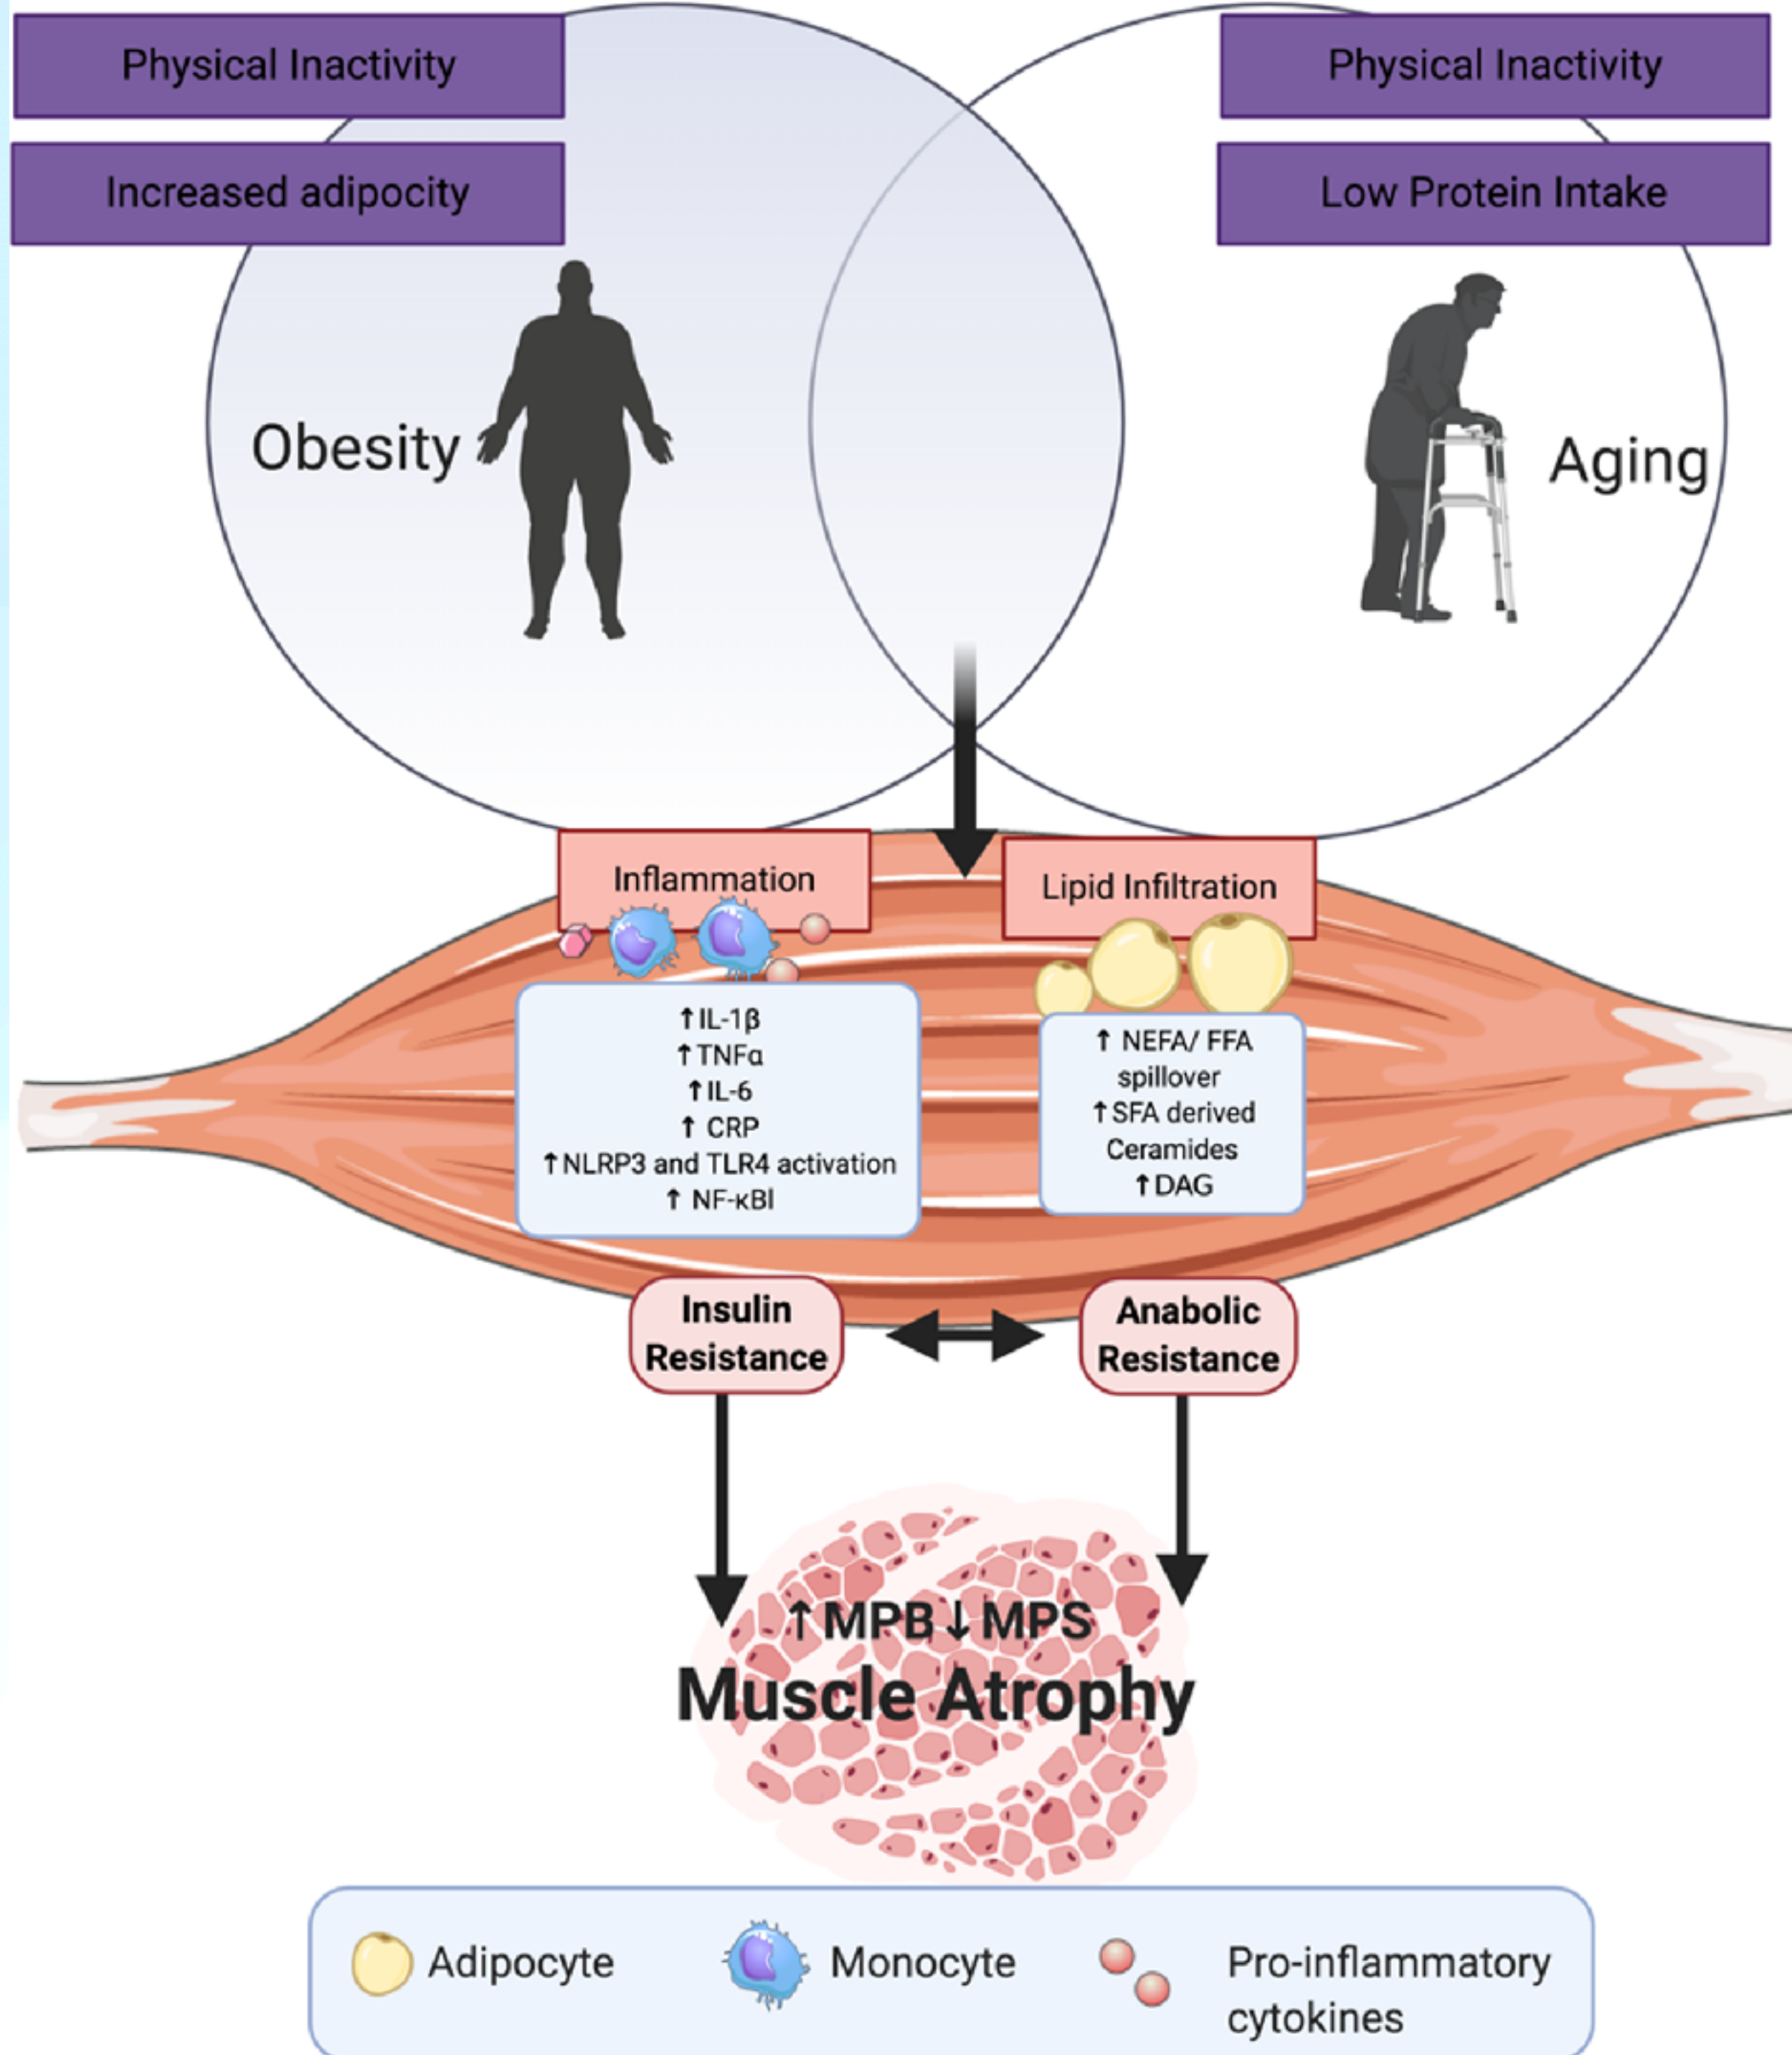 Physical Inactivity
Increased adipocity
Physical Inactivity
Low Protein Intake
Obesity
Aging
Inflammation
Lipid Infiltration
↑IL-1β
↑TNFα
↑IL-6
↑ CRP
↑NLRP3 and TLR4 activation
↑ NF-κBl
↑ NEFA/ FFA
spillover
↑SFA derived
Ceramides
↑DAG
Insulin
Resistance
Anabolic
Resistance
↑MPB↓MPS
Muscle Atrophy
Adipocyte
Monocyte
Pro-inflammatory
cytokines